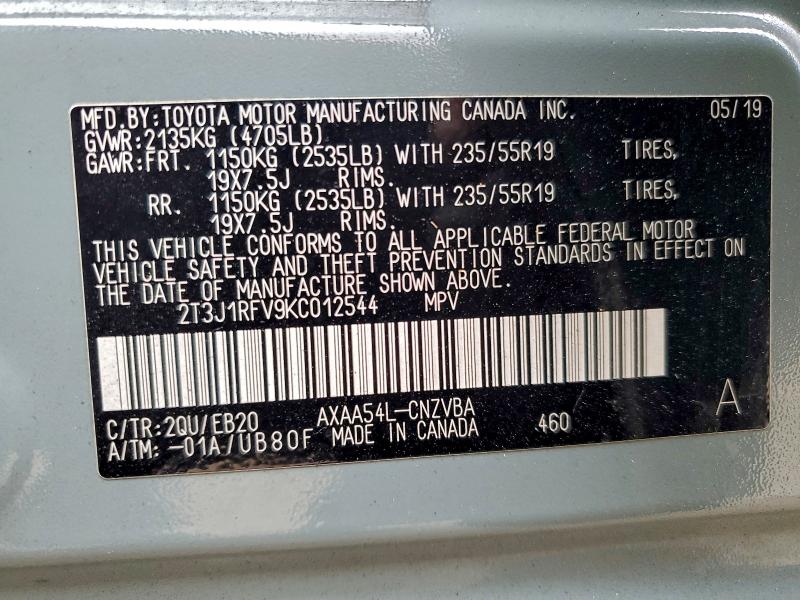 MFD.BY:TOYOTA MOTOR MANUFACTURING CANADA INC. 05/19
GVWR:2135KG (4705LB)
GAWR:FRT. 1150KG (2535LB) WITH 235/55R19 TIRES,
19X7.5J RIMS.
RR. 1150KG (2535LB) WITH 235/55R19 TIRES,
19X7.5J RIMS.
THIS VEHICLE CONFORMS TO ALL APPLICABLE FEDERAL MOTOR
VEHICLE SAFETY AND THEFT PREVENTION STANDARDS IN EFFECT ON
THE DATE OF MANUFACTURE SHOWN ABOVE.
2T3J1RFV9KC012544 MPV
C/TR:2QU/EB20 AXAA54L-CNZVBA 460 A
A/TM:-01A/UB80F MADE IN CANADA